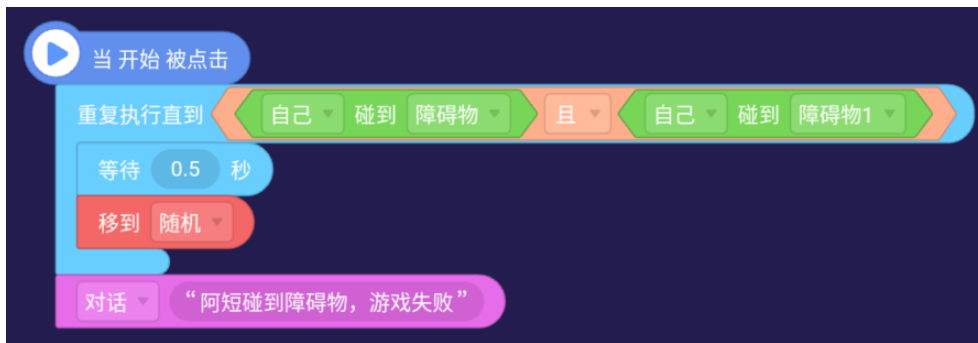 当 开始 被点击
重复执行直到 自己 碰到 障碍物 且 自己 碰到 障碍物1
等待 0.5 秒
移到 随机
对话 “阿短碰到障碍物，游戏失败”